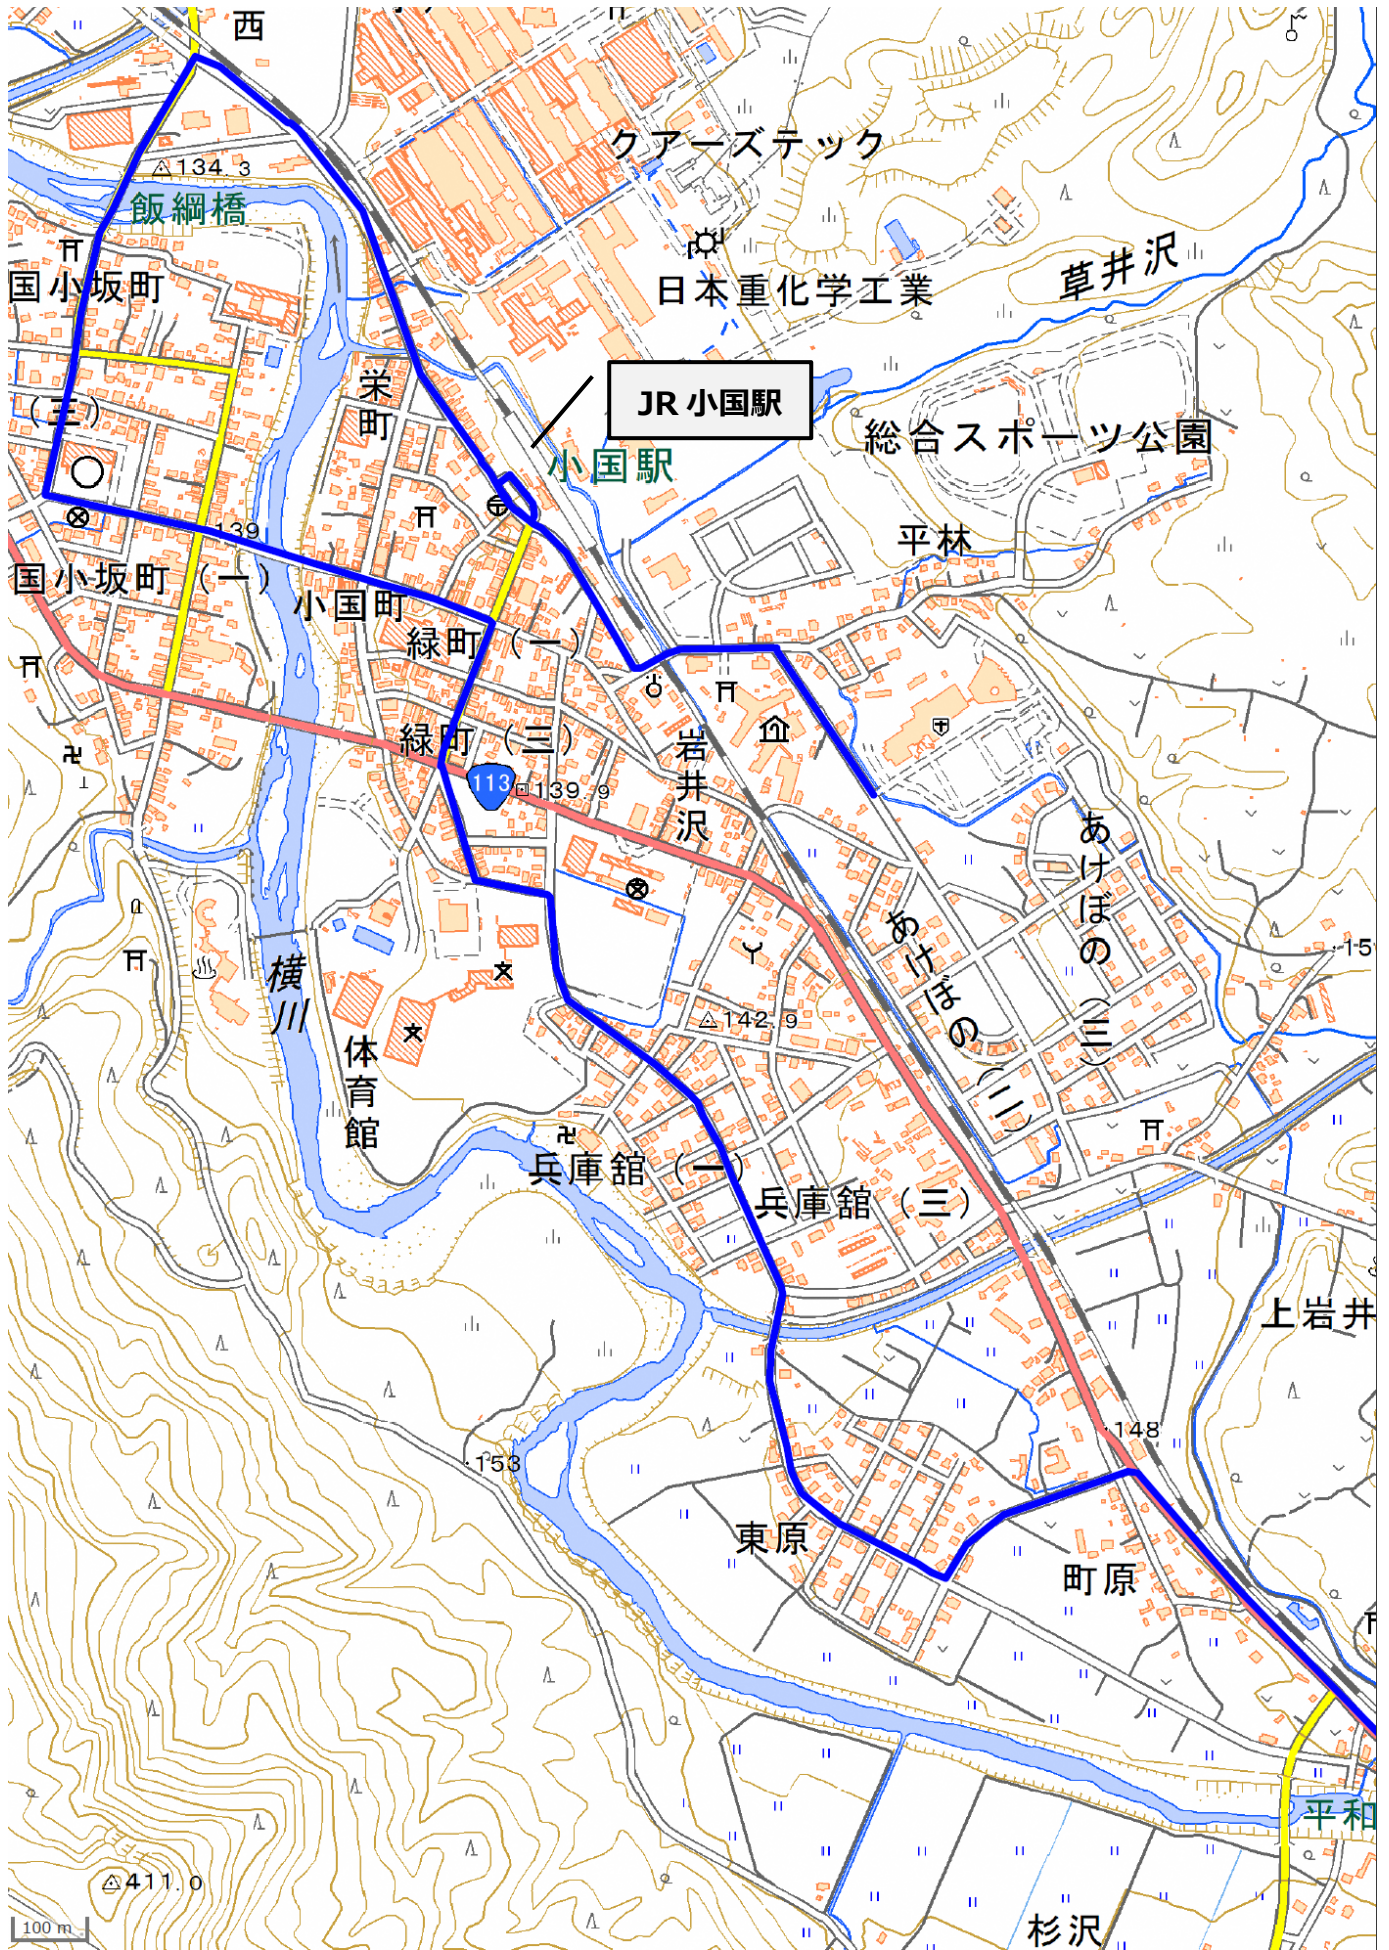 西
クアーズテック
134.3
飯綱橋
草井沢
国小坂町
日本重化学工業
JR 小国駅
栄町
(三)
総合スポーツ公園
小国駅
139
平林
国小坂町(一)
小国町
緑町(一)
緑町(三)
岩井沢
113
139.9
あけぼの(三)
あけぼの(二)
15
横川
142.9
体育館
兵庫舘(一)
兵庫舘(三)
上岩井
148
153
東原
町原
平和
411.0
100 m
杉沢